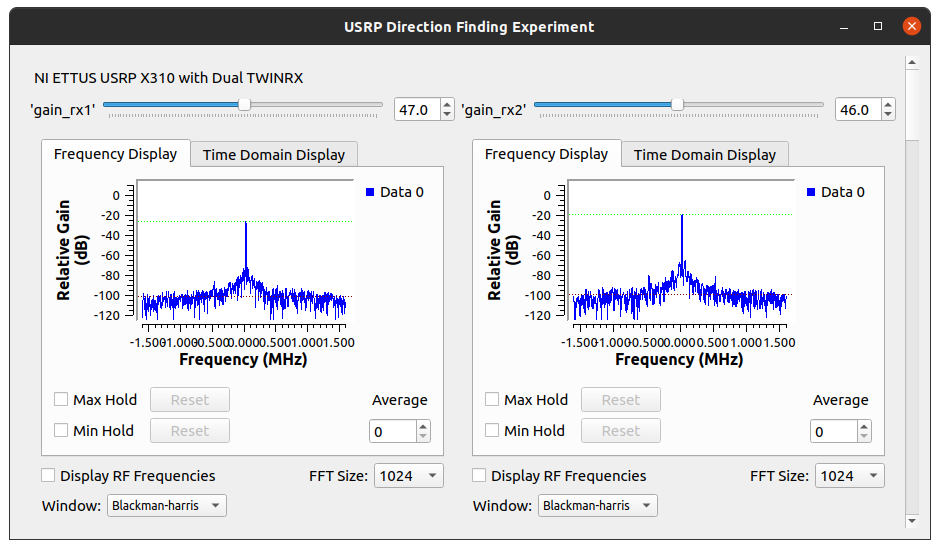 USRP Direction Finding Experiment
NI ETTUS USRP X310 with Dual TWINRX
'gain_rx1' 47.0 'gain_rx2' 46.0
Frequency Display Time Domain Display
0
-20
-40
-60
-80
-100
-120
Relative Gain
(dB)
Data 0
-1.500 -1.000 -0.500 0.000 0.500 1.000 1.500
Frequency (MHz)
Max Hold Reset Average
Min Hold Reset 0
Display RF Frequencies FFT Size: 1024
Window: Blackman-harris
Frequency Display Time Domain Display
0
-20
-40
-60
-80
-100
-120
Relative Gain
(dB)
Data 0
-1.500 -1.000 -0.500 0.000 0.500 1.000 1.500
Frequency (MHz)
Max Hold Reset Average
Min Hold Reset 0
Display RF Frequencies FFT Size: 1024
Window: Blackman-harris